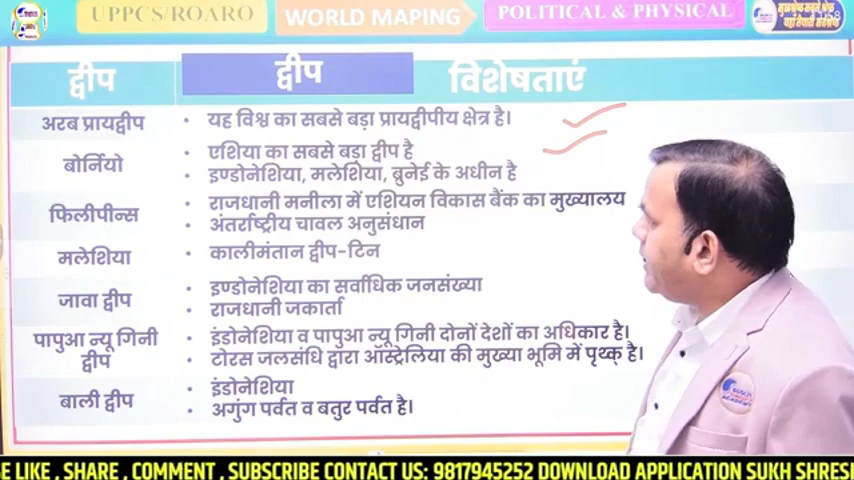 UPPCS/ROARO
WORLD MAPING
POLITICAL & PHYSICAL
द्वीप
द्वीप
विशेषताएं
अरब प्रायद्वीप
• यह विश्व का सबसे बड़ा प्रायद्वीपीय क्षेत्र है।
बोर्नियो
• एशिया का सबसे बड़ा द्वीप है
• इण्डोनेशिया, मलेशिया, ब्रुनेई के अधीन है
फिलीपीन्स
• राजधानी मनीला में एशियन विकास बैंक का मुख्यालय
• अंतर्राष्ट्रीय चावल अनुसंधान
मलेशिया
• कालीमंतान द्वीप-टिन
जावा द्वीप
• इण्डोनेशिया का सर्वाधिक जनसंख्या
• राजधानी जकार्ता
पापुआ न्यू गिनी
द्वीप
• इंडोनेशिया व पापुआ न्यू गिनी दोनों देशों का अधिकार है।
• टोरस जलसंधि द्वारा आस्ट्रेलिया की मुख्या भूमि में पृथ्क् है।
बाली द्वीप
• इंडोनेशिया
• अगुंग पर्वत व बतुर पर्वत है।
ACADEMY
E LIKE , SHARE , COMMENT , SUBSCRIBE CONTACT US: 9817945252 DOWNLOAD APPLICATION SUKH SHRESI